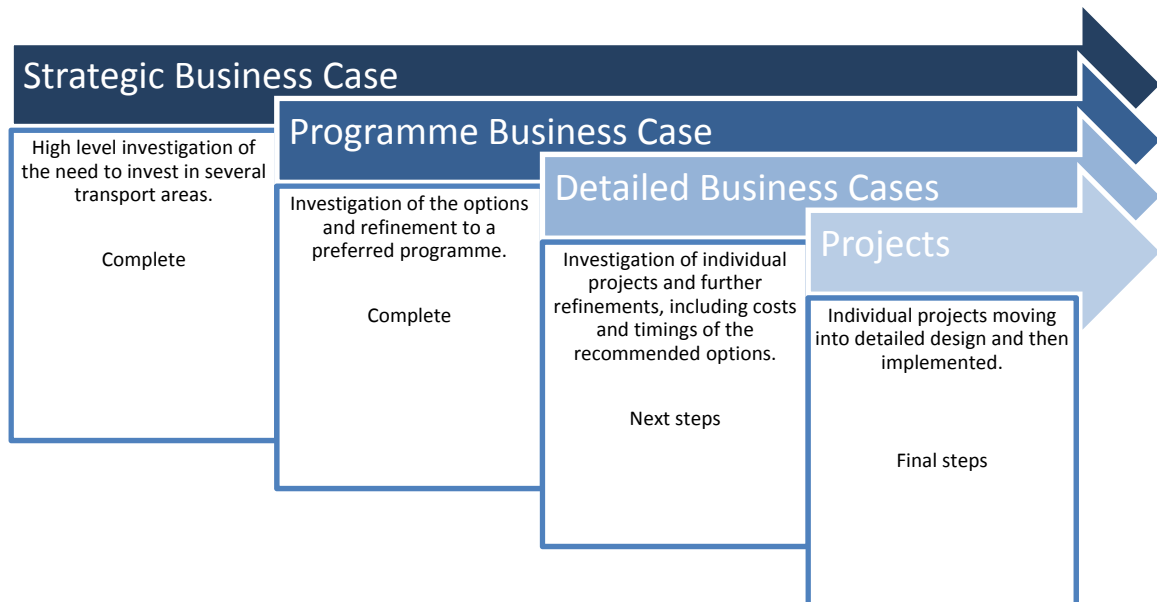 Strategic Business Case
High level investigation of
the need to invest in several
transport areas.
Complete
Programme Business Case
Investigation of the options
and refinement to a
preferred programme.
Complete
Detailed Business Cases
Investigation of individual
projects and further
refinements, including costs
and timings of the
recommended options.
Next steps
Projects
Individual projects moving
into detailed design and then
implemented.
Final steps